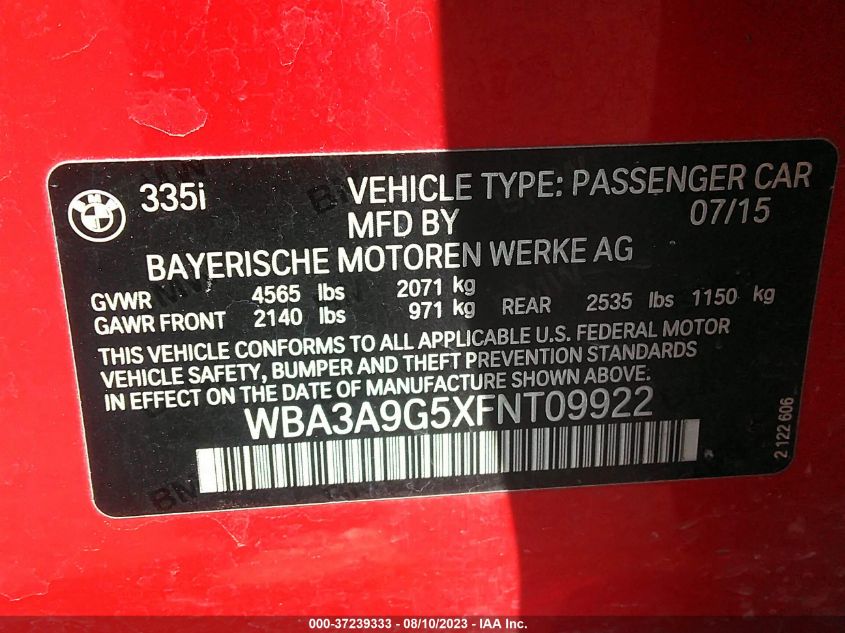 335i VEHICLE TYPE: PASSENGER CAR
MFD BY 07/15
BAYERISCHE MOTOREN WERKE AG
GVWR 4565 lbs 2071 kg
GAWR FRONT 2140 lbs 971 kg REAR 2535 lbs 1150 kg
THIS VEHICLE CONFORMS TO ALL APPLICABLE U.S. FEDERAL MOTOR
VEHICLE SAFETY, BUMPER AND THEFT PREVENTION STANDARDS
IN EFFECT ON THE DATE OF MANUFACTURE SHOWN ABOVE.
WBA3A9G5XFNT09922
2 122 606
000-37239333 - 08/10/2023 - IAA Inc.